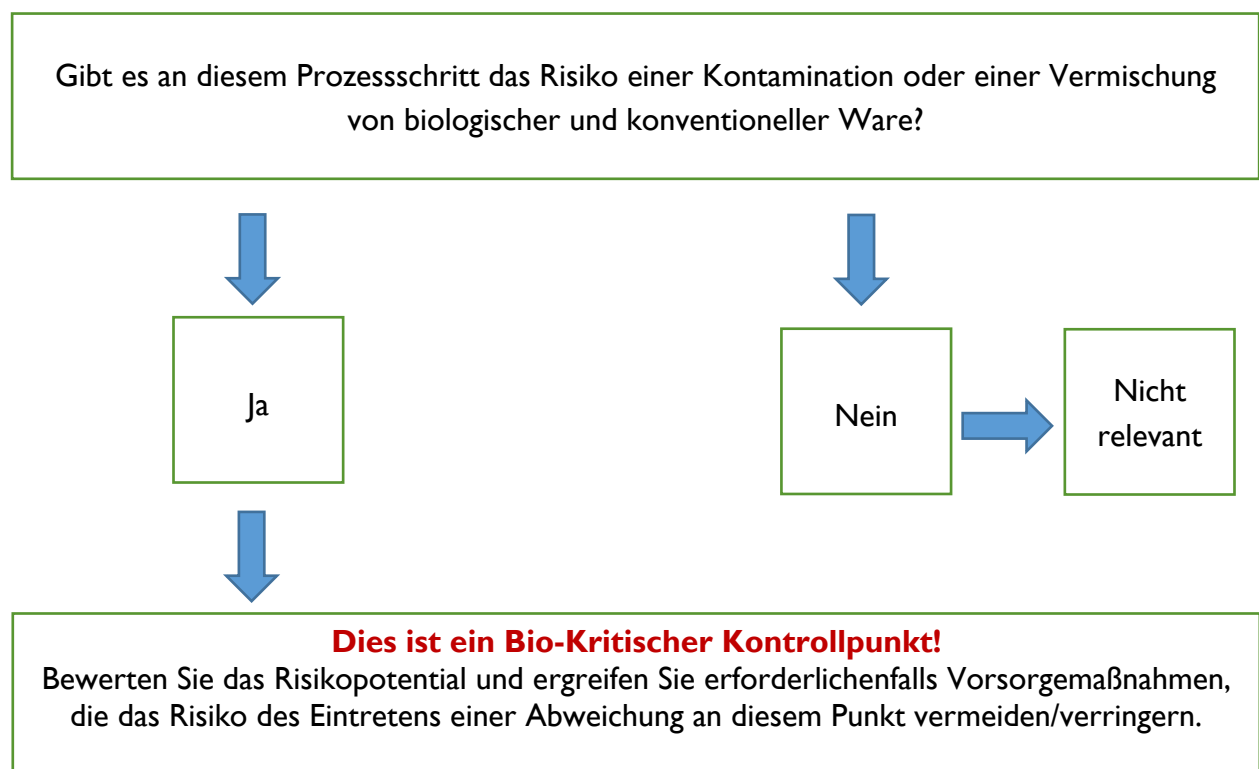 Gibt es an diesem Prozessschritt das Risiko einer Kontamination oder einer Vermischung
von biologischer und konventioneller Ware?
Ja
Nein
Nicht
relevant
Dies ist ein Bio-Kritischer Kontrollpunkt!
Bewerten Sie das Risikopotential und ergreifen Sie erforderlichenfalls Vorsorgemaßnahmen,
die das Risiko des Eintretens einer Abweichung an diesem Punkt vermeiden/verringern.